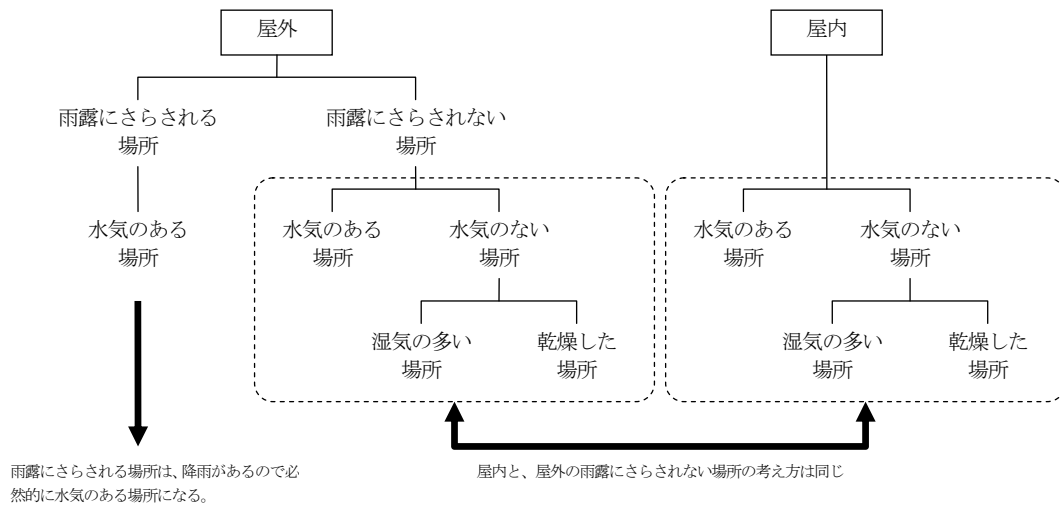 屋外
屋内
雨露にさらされる
場所
雨露にさらされない
場所
水気のある
場所
水気のある
場所
水気のない
場所
水気のある
場所
水気のない
場所
湿気の多い
場所
乾燥した
場所
湿気の多い
場所
乾燥した
場所
雨露にさらされる場所は、降雨があるので必
然的に水気のある場所になる。
屋内と、屋外の雨露にさらされない場所の考え方は同じ